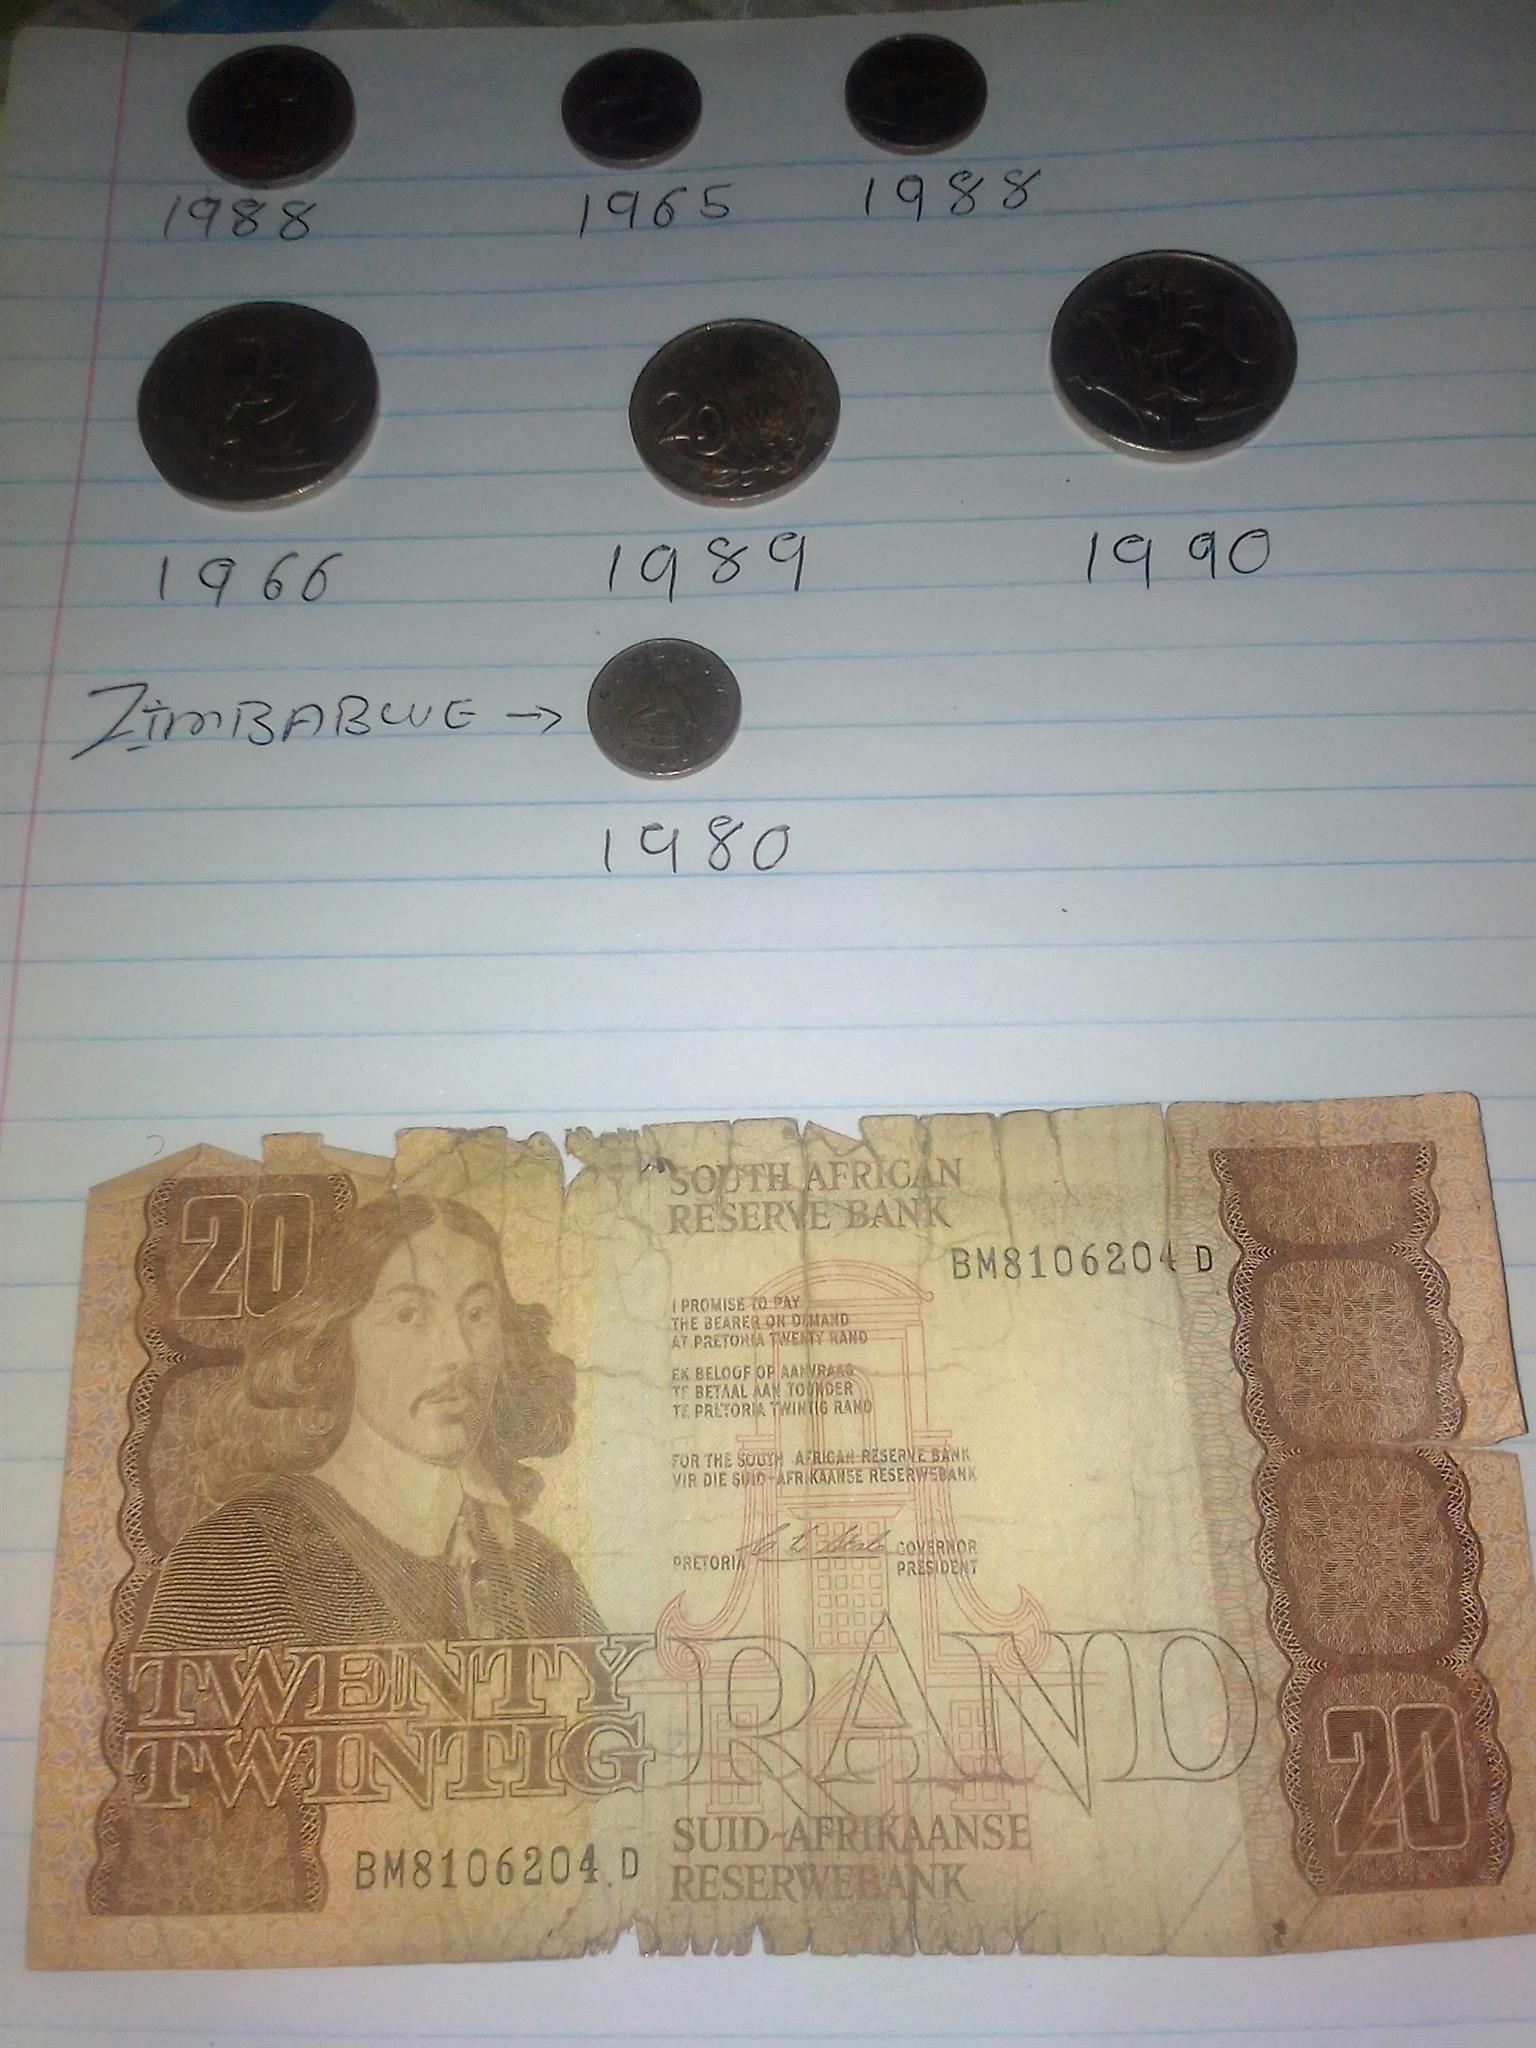 1988 1965 1988
20 50
1966 1989 1990
ZIMBABWE →
1980
20
SOUTH AFRICAN
RESERVE BANK
BM8106204 D
I PROMISE TO PAY
THE BEARER ON DEMAND
AT PRETORIA TWENTY RAND
EK BELOOF OP AANVRAAG
TE BETAAL AAN TOONDER
TE PRETORIA TWINTIG RAND
FOR THE SOUTH AFRICAN RESERVE BANK
VIR DIE SUID-AFRIKAANSE RESERWEBANK
PRETORIA GOVERNOR
PRESIDENT
TWENTY
TWINTIG RAND
20
SUID-AFRIKAANSE
RESERWEBANK
BM8106204 D